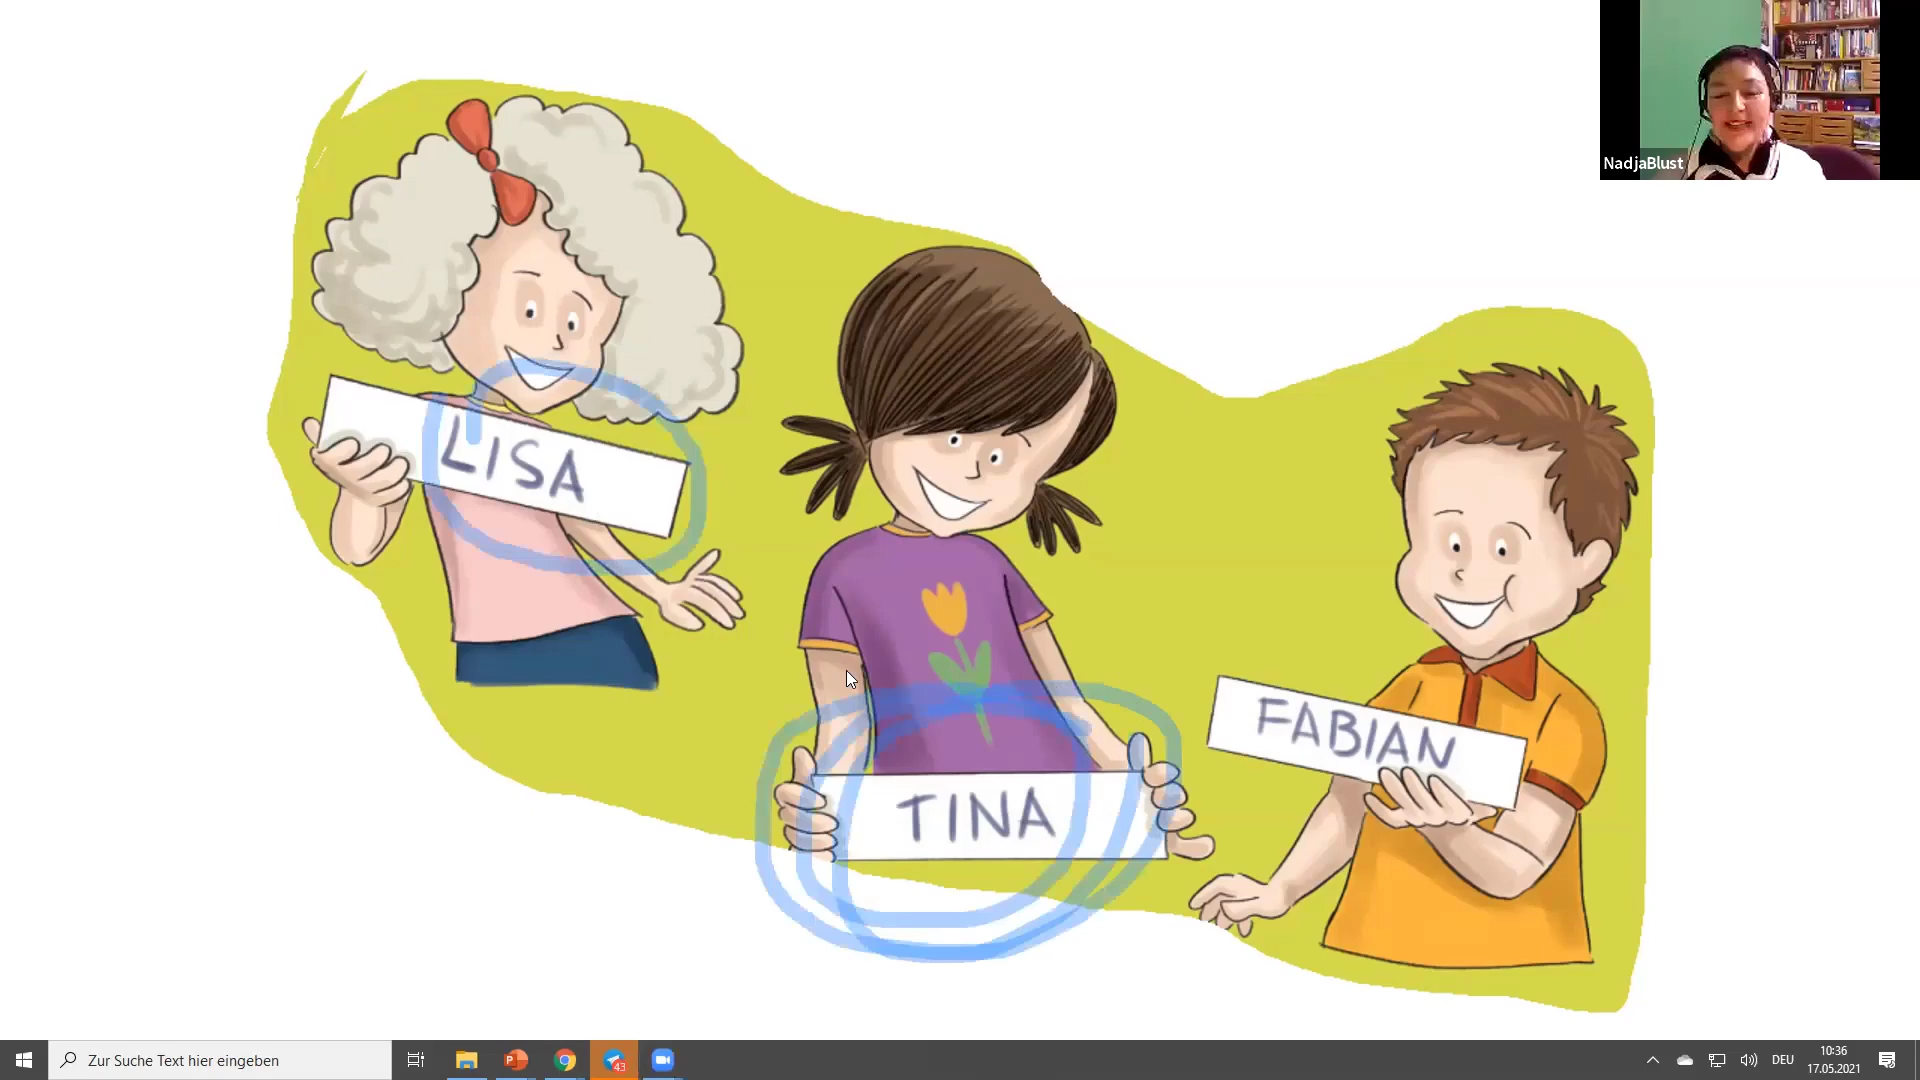 NadjaBlust
LISA
TINA
FABIAN
Zur Suche Text hier eingeben
43
DEU
10:36
17.05.2021